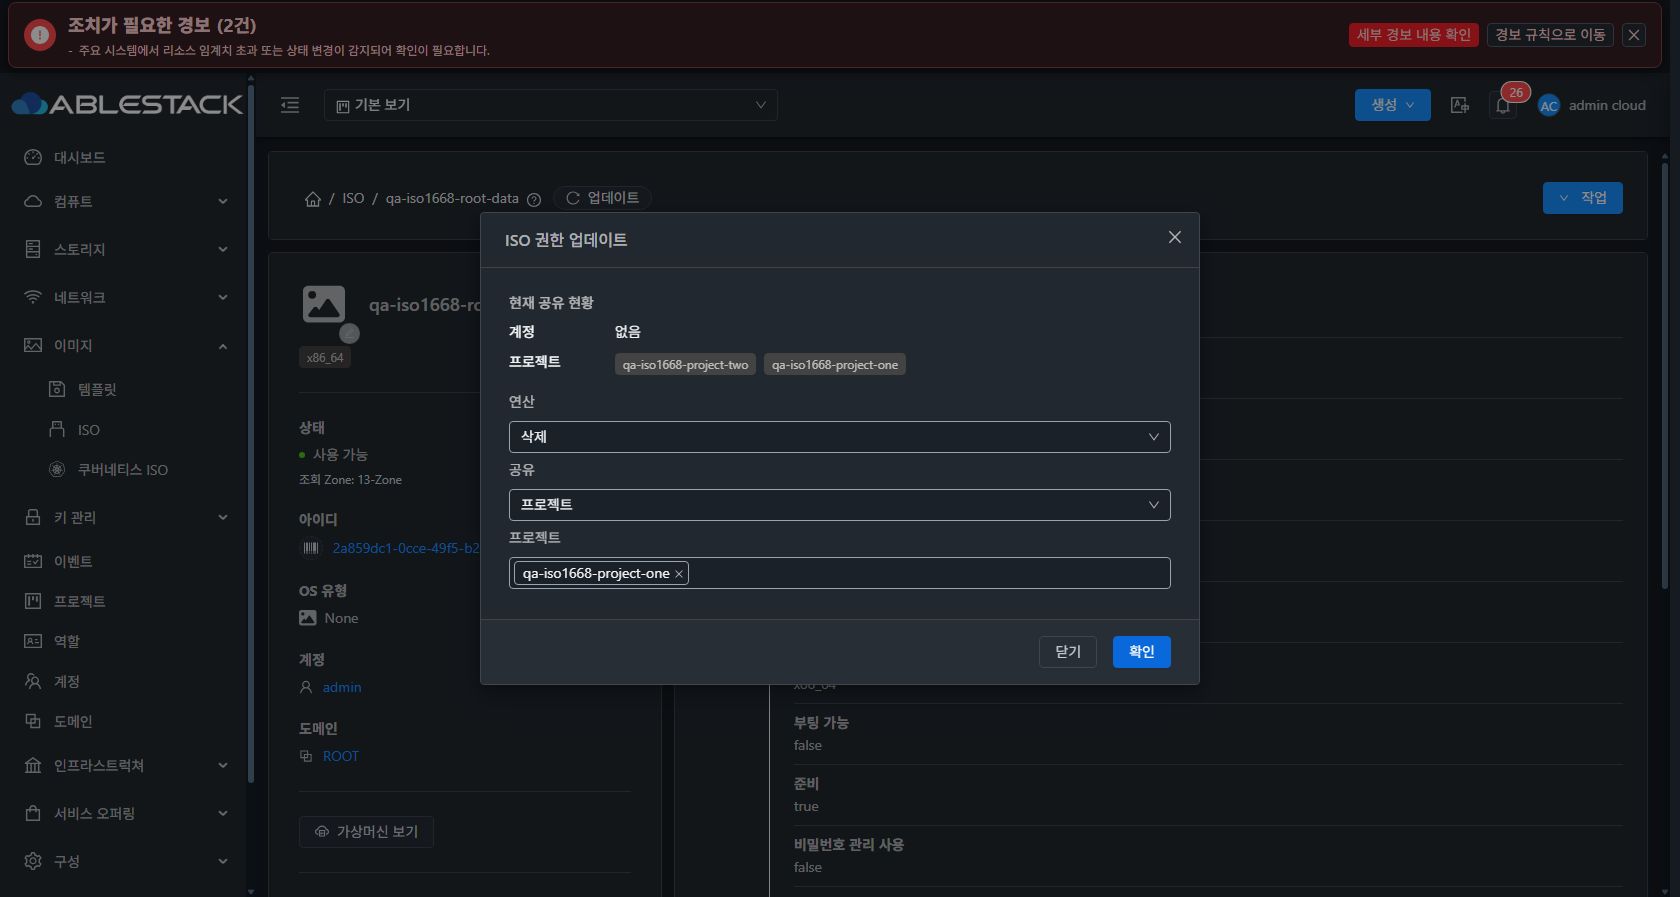 조치가 필요한 경보 (2건)
- 주요 시스템에서 리소스 임계치 초과 또는 상태 변경이 감지되어 확인이 필요합니다.
세부 경보 내용 확인
경보 규칙으로 이동
ABLESTACK
기본 보기
생성
26
AC
admin cloud
대시보드
컴퓨트
스토리지
네트워크
이미지
템플릿
ISO
쿠버네티스 ISO
키 관리
이벤트
프로젝트
역할
계정
도메인
인프라스트럭쳐
서비스 오퍼링
구성
/ ISO / qa-iso1668-root-data
업데이트
작업
qa-iso1668-ro
x86_64
상태
사용 가능
조회 Zone: 13-Zone
아이디
2a859dc1-0cce-49f5-b2
OS 유형
None
계정
admin
도메인
ROOT
가상머신 보기
ISO 권한 업데이트
현재 공유 현황
계정 없음
프로젝트 qa-iso1668-project-two qa-iso1668-project-one
연산
삭제
공유
프로젝트
프로젝트
qa-iso1668-project-one
닫기
확인
x86_64
부팅 가능
false
준비
true
비밀번호 관리 사용
false